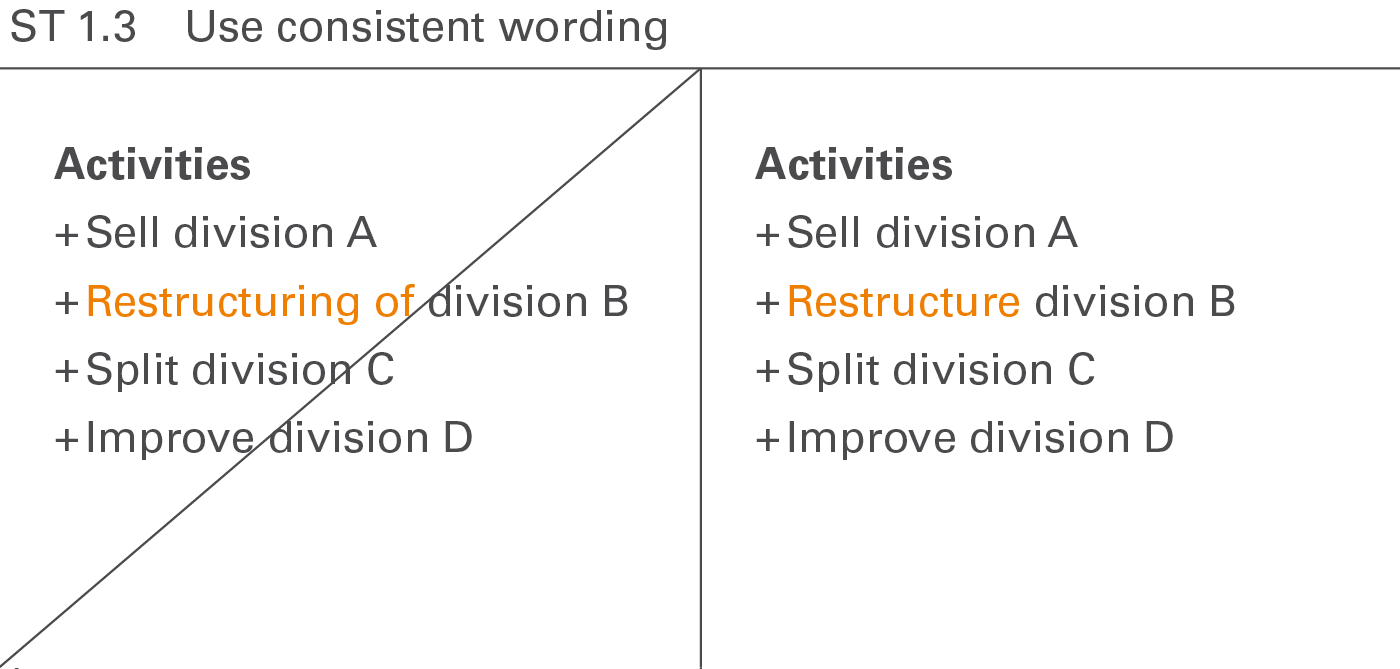 ST 1.3 Use consistent wording
Activities
+Sell division A
+Restructuring of division B
+Split division C
+Improve division D
Activities
+Sell division A
+Restructure division B
+Split division C
+Improve division D